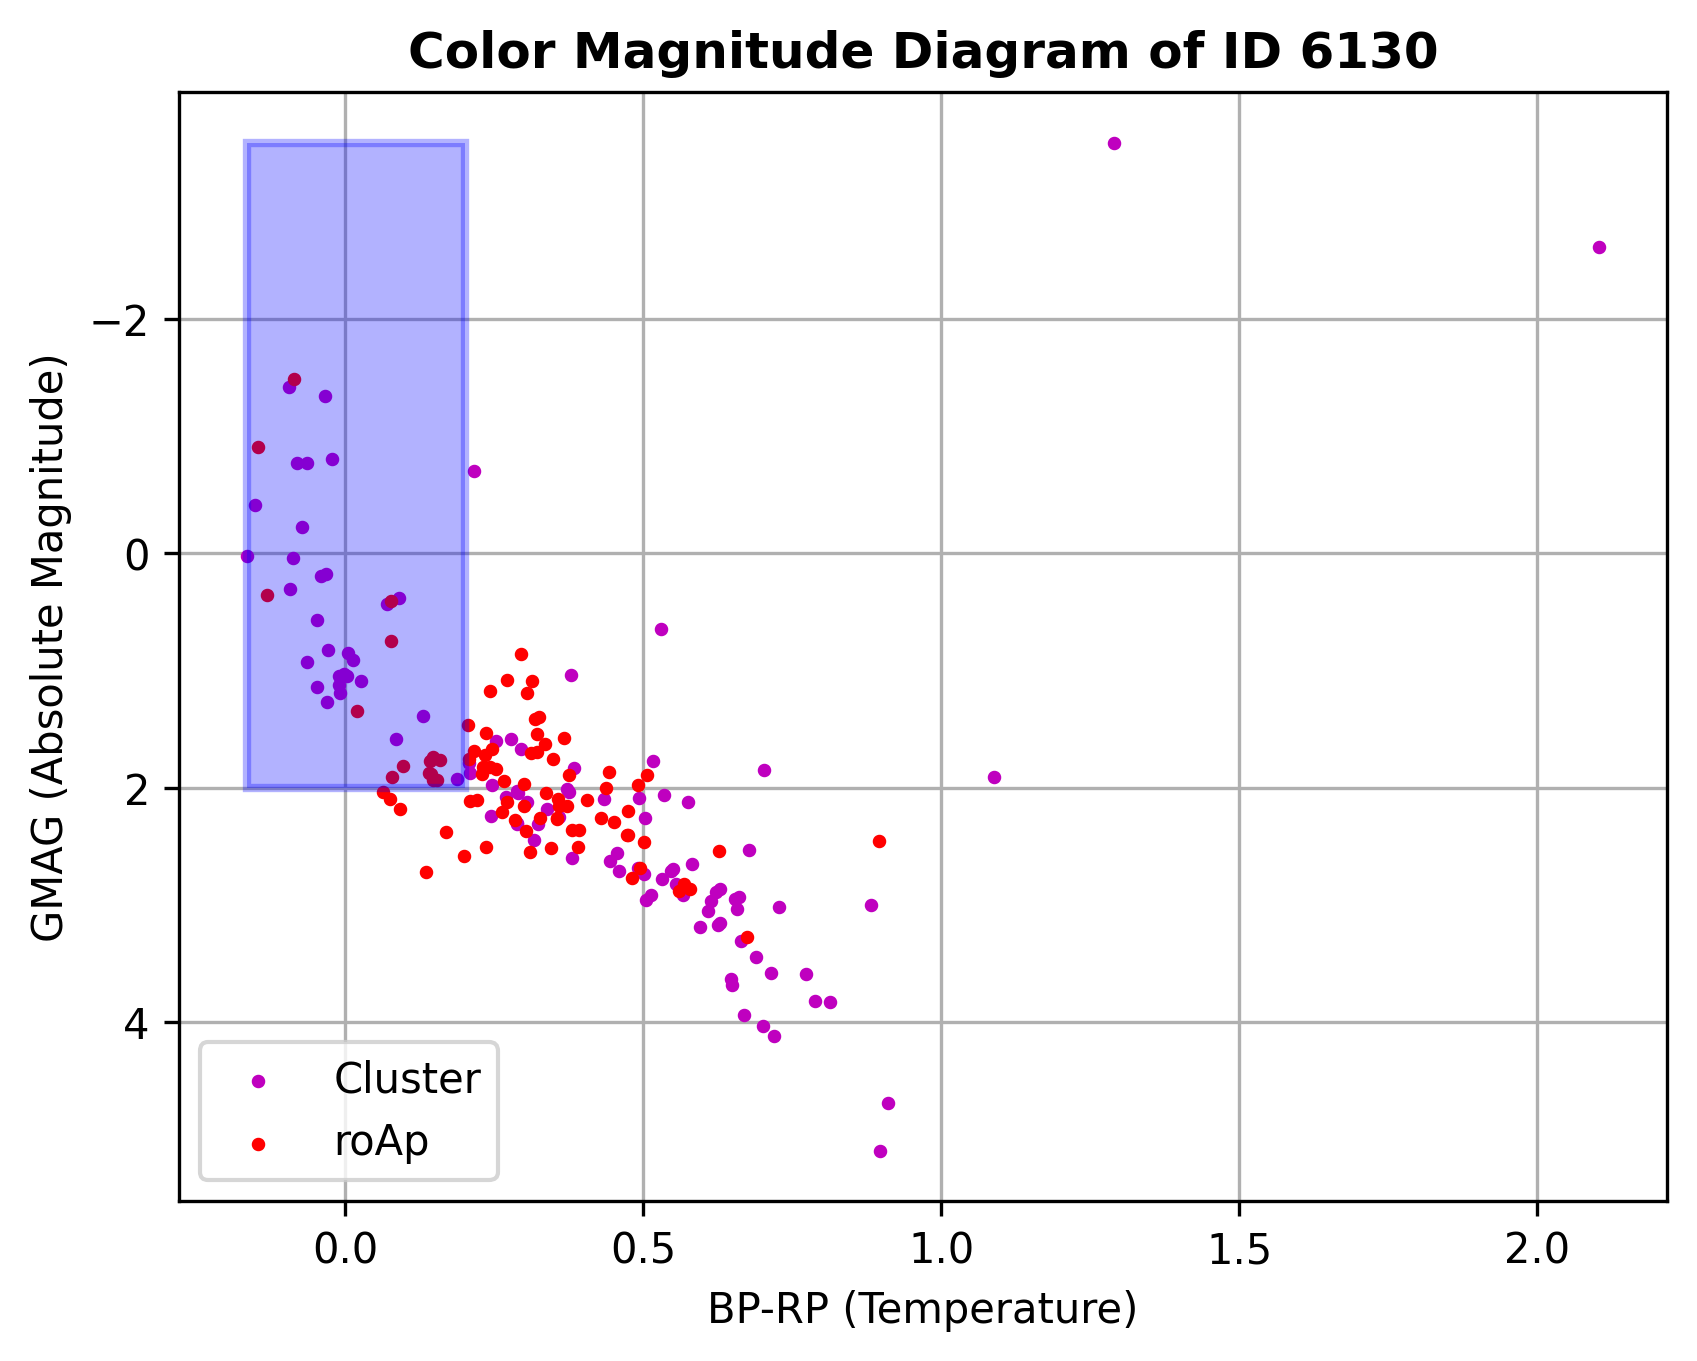 Color Magnitude Diagram of ID 6130
GMAG (Absolute Magnitude)
−2
0
2
4
Cluster
roAp
0.0 0.5 1.0 1.5 2.0
BP-RP (Temperature)